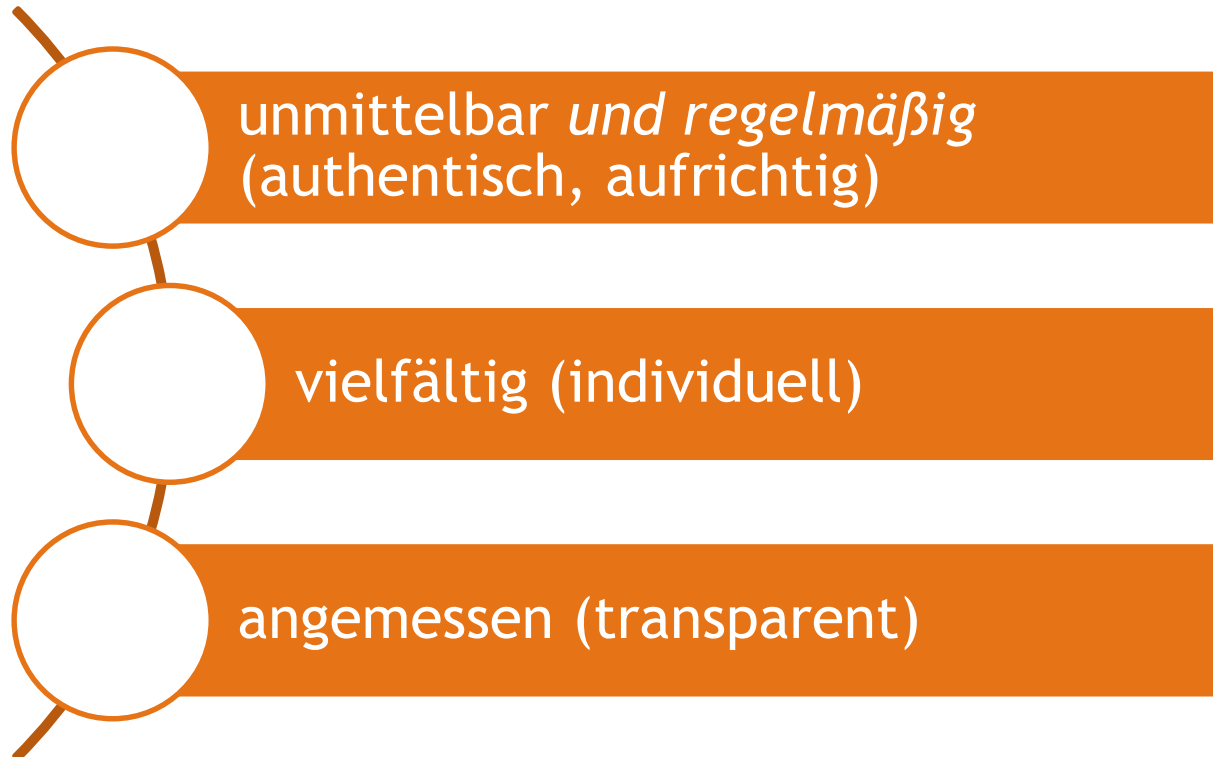 unmittelbar und regelmäßig
(authentisch, aufrichtig)
vielfältig (individuell)
angemessen (transparent)